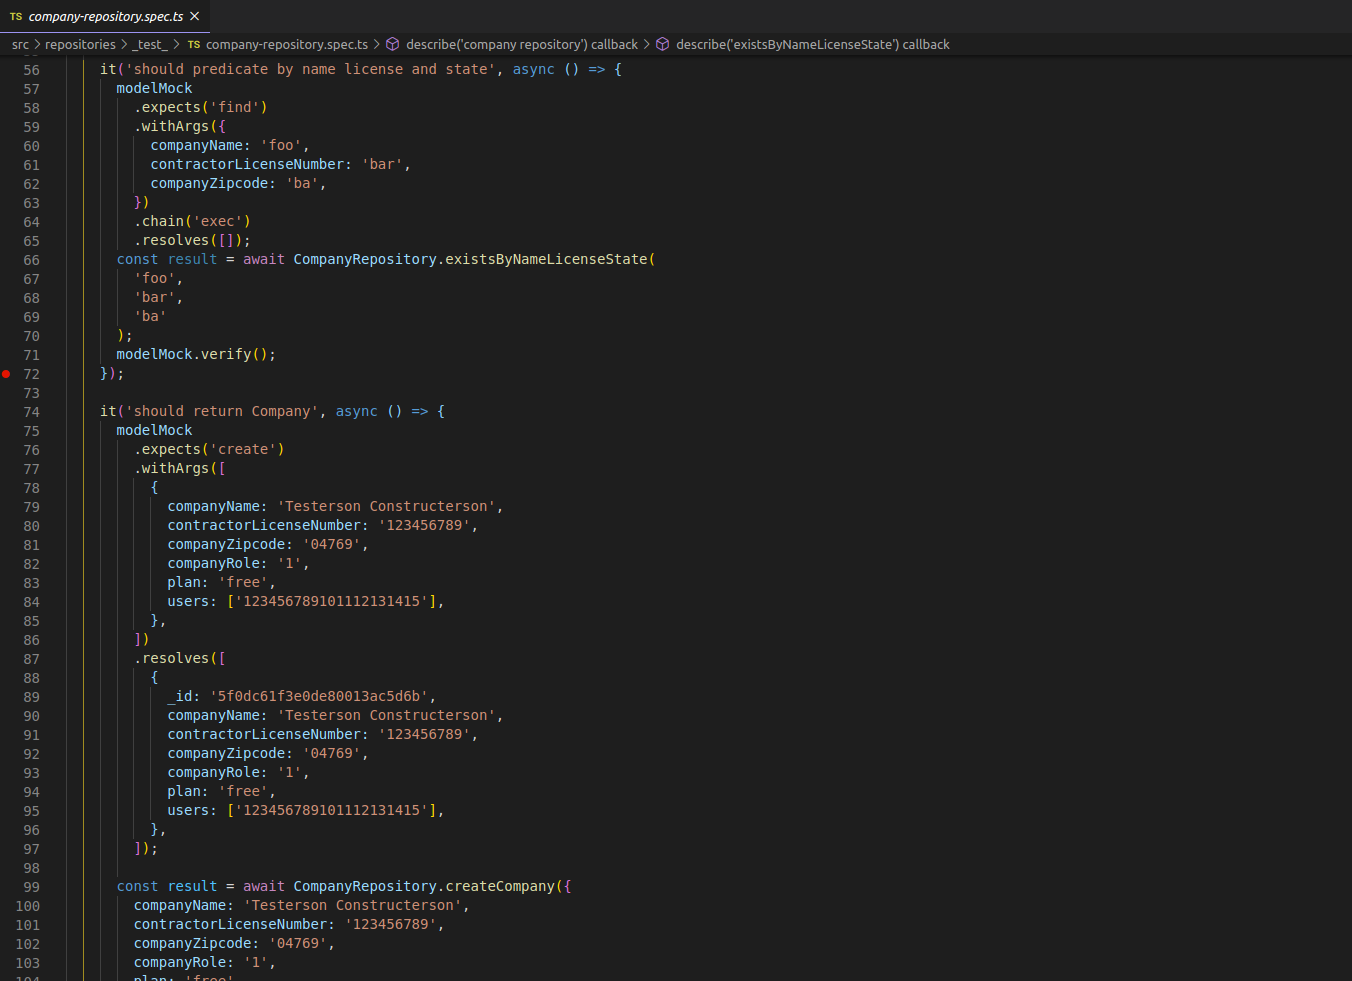 TS company-repository.spec.ts ×
src > repositories > _test_ > TS company-repository.spec.ts > describe('company repository') callback > describe('existsByNameLicenseState') callback
56 it('should predicate by name license and state', async () => {
57 modelMock
58 .expects('find')
59 .withArgs({
60 companyName: 'foo',
61 contractorLicenseNumber: 'bar',
62 companyZipcode: 'ba',
63 })
64 .chain('exec')
65 .resolves([]);
66 const result = await CompanyRepository.existsByNameLicenseState(
67 'foo',
68 'bar',
69 'ba'
70 );
71 modelMock.verify();
72 });
73
74 it('should return Company', async () => {
75 modelMock
76 .expects('create')
77 .withArgs([
78 {
79 companyName: 'Testerson Constructerson',
80 contractorLicenseNumber: '123456789',
81 companyZipcode: '04769',
82 companyRole: '1',
83 plan: 'free',
84 users: ['123456789101112131415'],
85 },
86 ])
87 .resolves([
88 {
89 _id: '5f0dc61f3e0de80013ac5d6b',
90 companyName: 'Testerson Constructerson',
91 contractorLicenseNumber: '123456789',
92 companyZipcode: '04769',
93 companyRole: '1',
94 plan: 'free',
95 users: ['123456789101112131415'],
96 },
97 ]);
98
99 const result = await CompanyRepository.createCompany({
100 companyName: 'Testerson Constructerson',
101 contractorLicenseNumber: '123456789',
102 companyZipcode: '04769',
103 companyRole: '1',
104 plan: 'free'